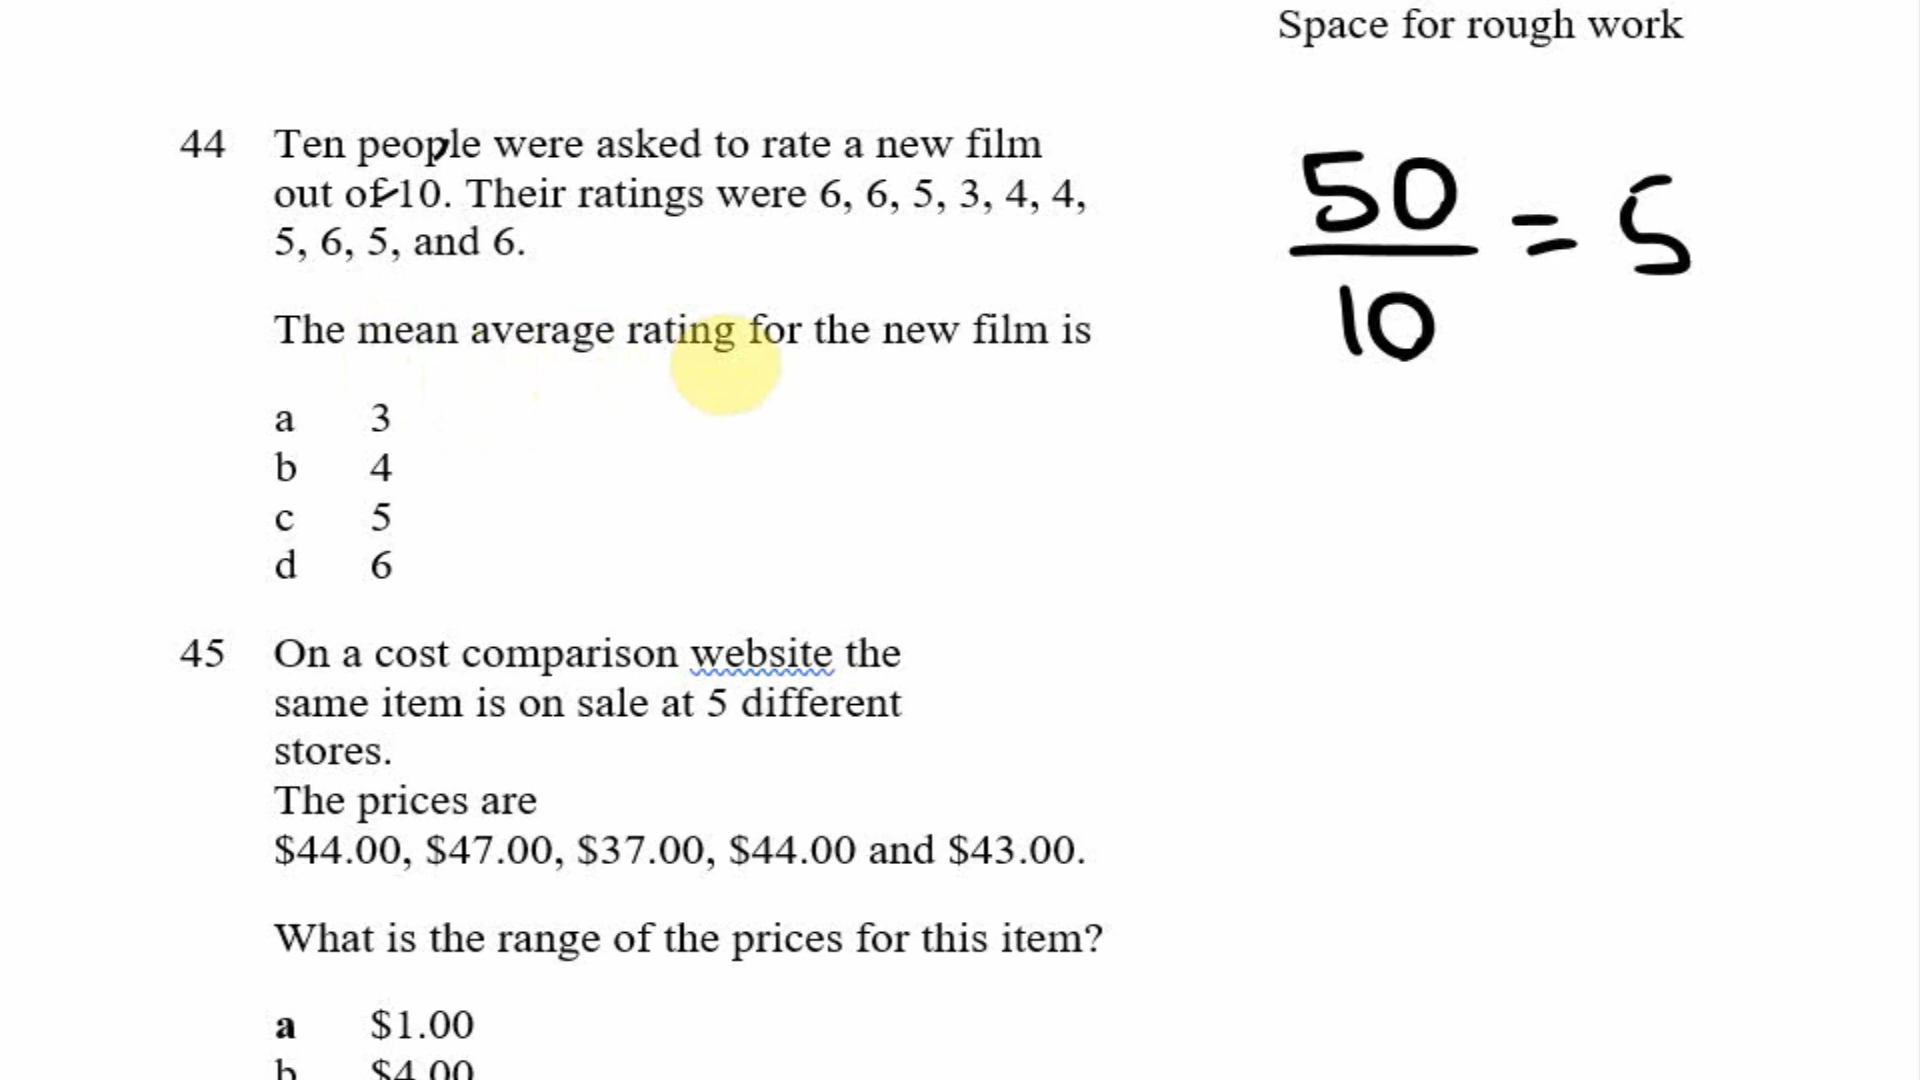 Space for rough work
44 Ten people were asked to rate a new film
out of 10. Their ratings were 6, 6, 5, 3, 4, 4,
5, 6, 5, and 6.
50
10
= 5
The mean average rating for the new film is
a 3
b 4
c 5
d 6
45 On a cost comparison website the
same item is on sale at 5 different
stores.
The prices are
$44.00, $47.00, $37.00, $44.00 and $43.00.
What is the range of the prices for this item?
a $1.00
b $4.00